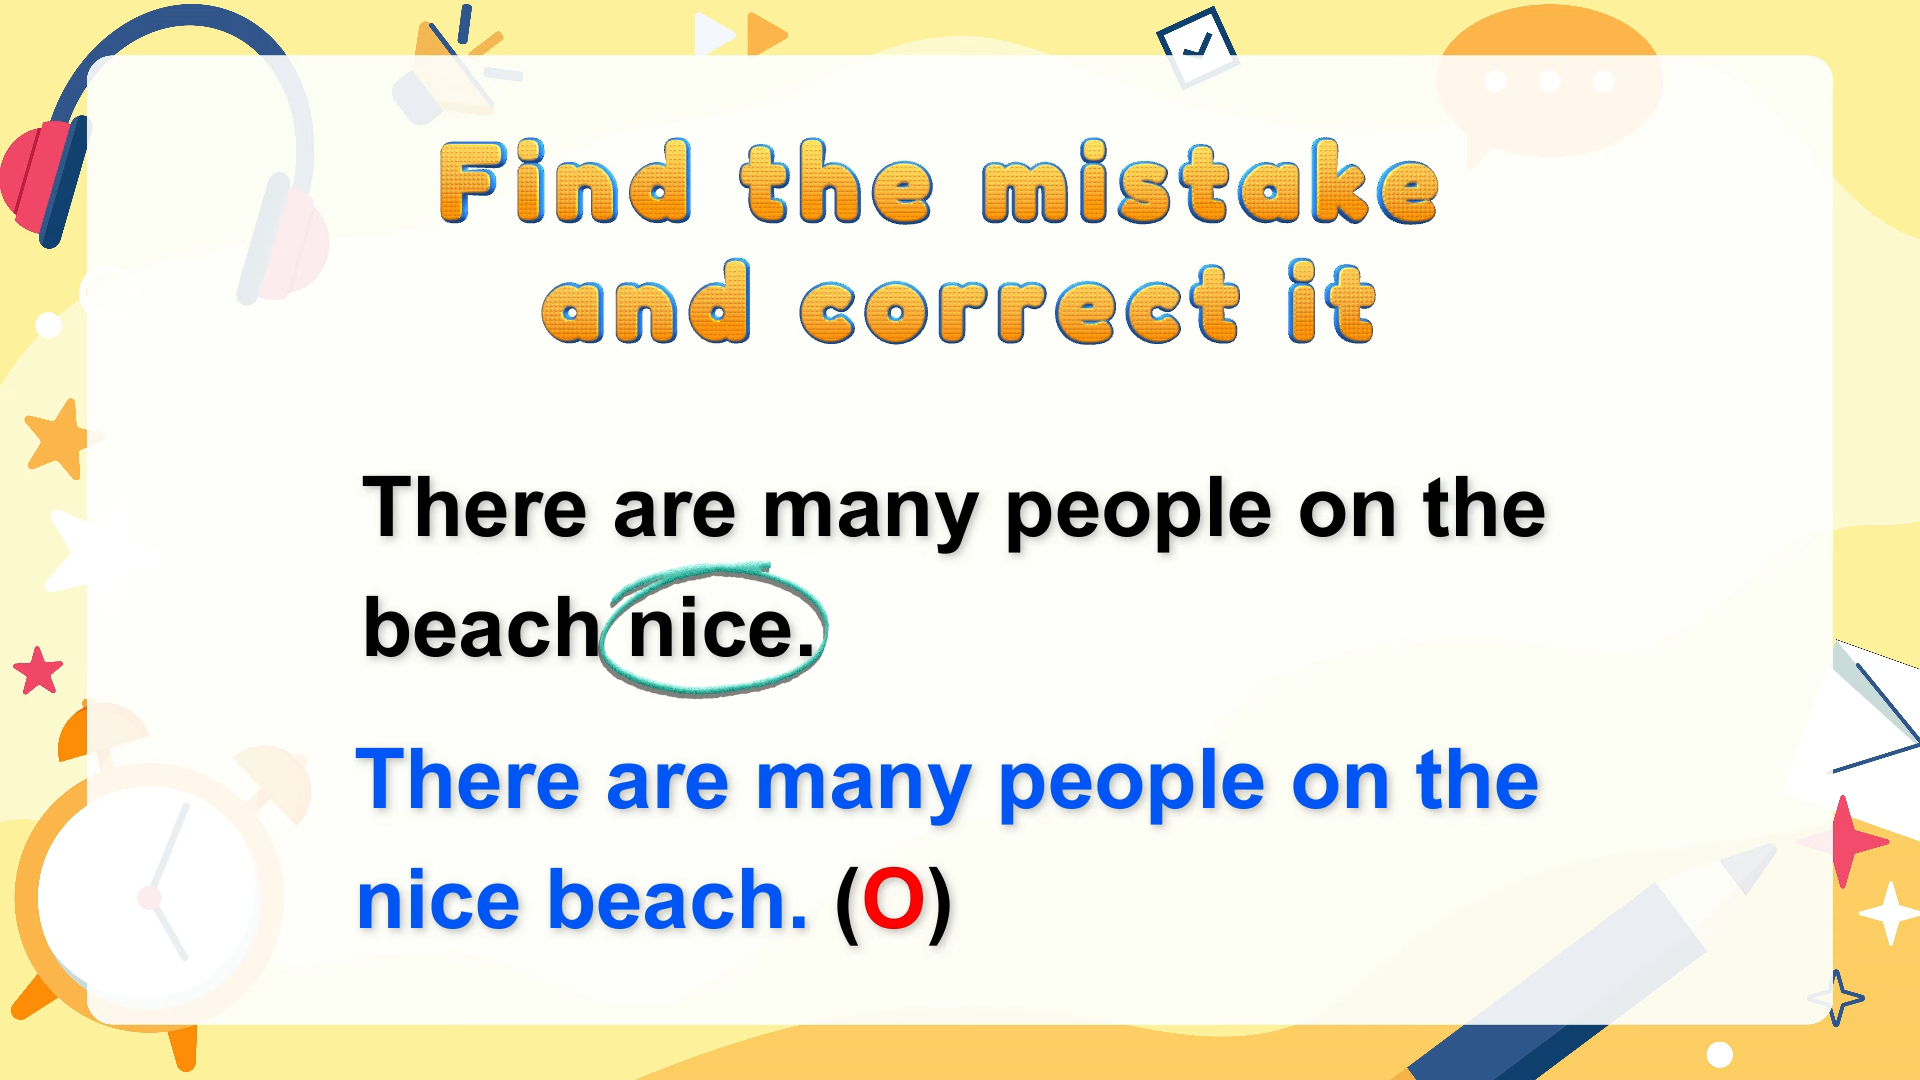 Find the mistake
and correct it
There are many people on the
beach nice.
There are many people on the
nice beach. (O)